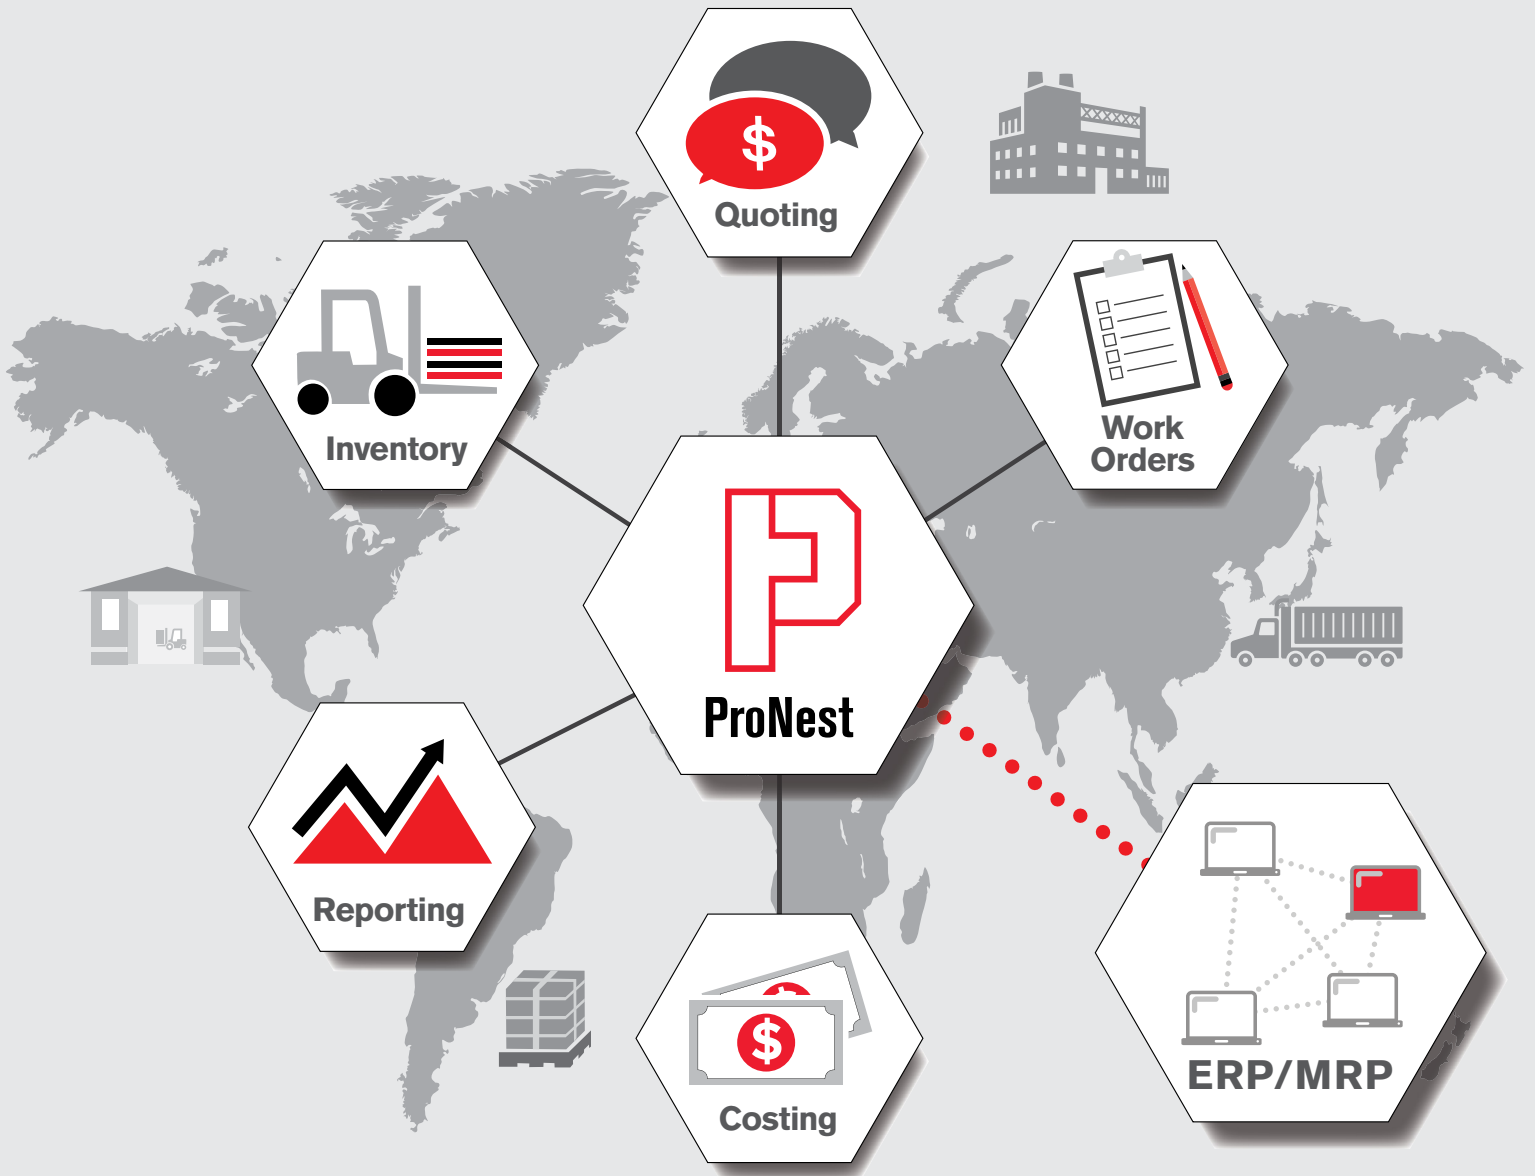 $
Quoting
Inventory
Work
Orders
ProNest
Reporting
$
Costing
ERP/MRP